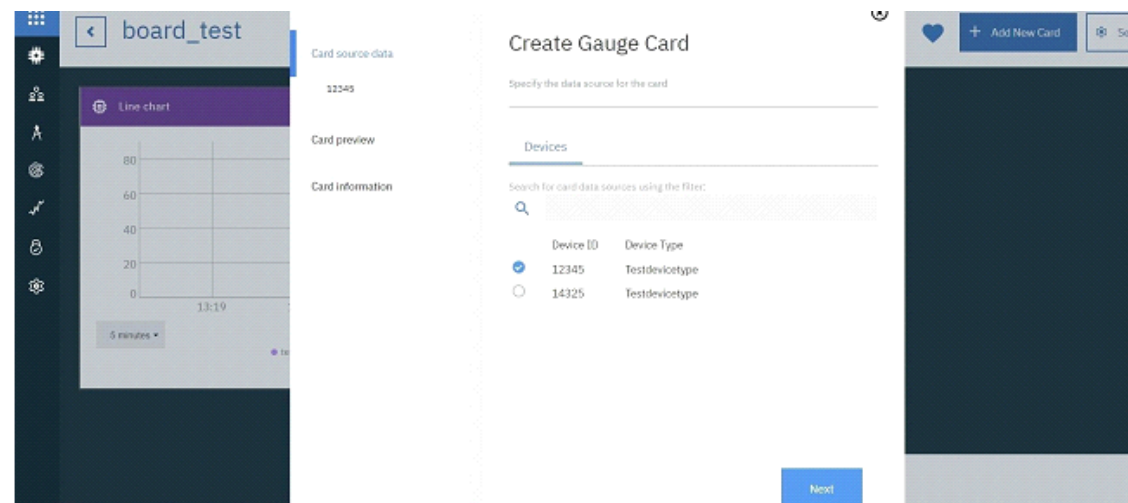 board_test
Add New Card
Line chart
80
60
40
20
0
13:19
5 minutes
Card source data
12345
Card preview
Card information
Create Gauge Card
Specify the data source for the card
Devices
Search for card data sources using the filter:
Device ID Device Type
12345 Testdevicetype
14325 Testdevicetype
Next